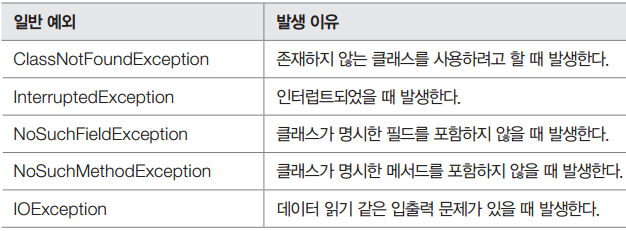 일반 예외 발생 이유
ClassNotFoundException 존재하지 않는 클래스를 사용하려고 할 때 발생한다.
InterruptedException 인터럽트되었을 때 발생한다.
NoSuchFieldException 클래스가 명시한 필드를 포함하지 않을 때 발생한다.
NoSuchMethodException 클래스가 명시한 메서드를 포함하지 않을 때 발생한다.
IOException 데이터 읽기 같은 입출력 문제가 있을 때 발생한다.